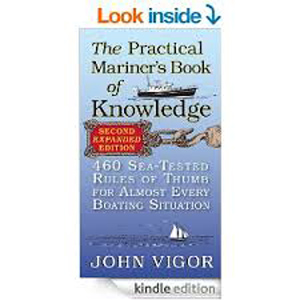 Look inside
The Practical
Mariner's Book
of
Knowledge
SECOND
EXPANDED
EDITION
460 SEA-TESTED
RULES OF THUMB
FOR ALMOST EVERY
BOATING SITUATION
JOHN VIGOR
kindle edition